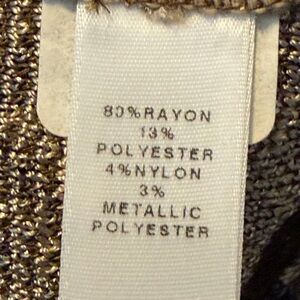 80%RAYON
13%
POLYESTER
4%NYLON
3%
METALLIC
POLYESTER